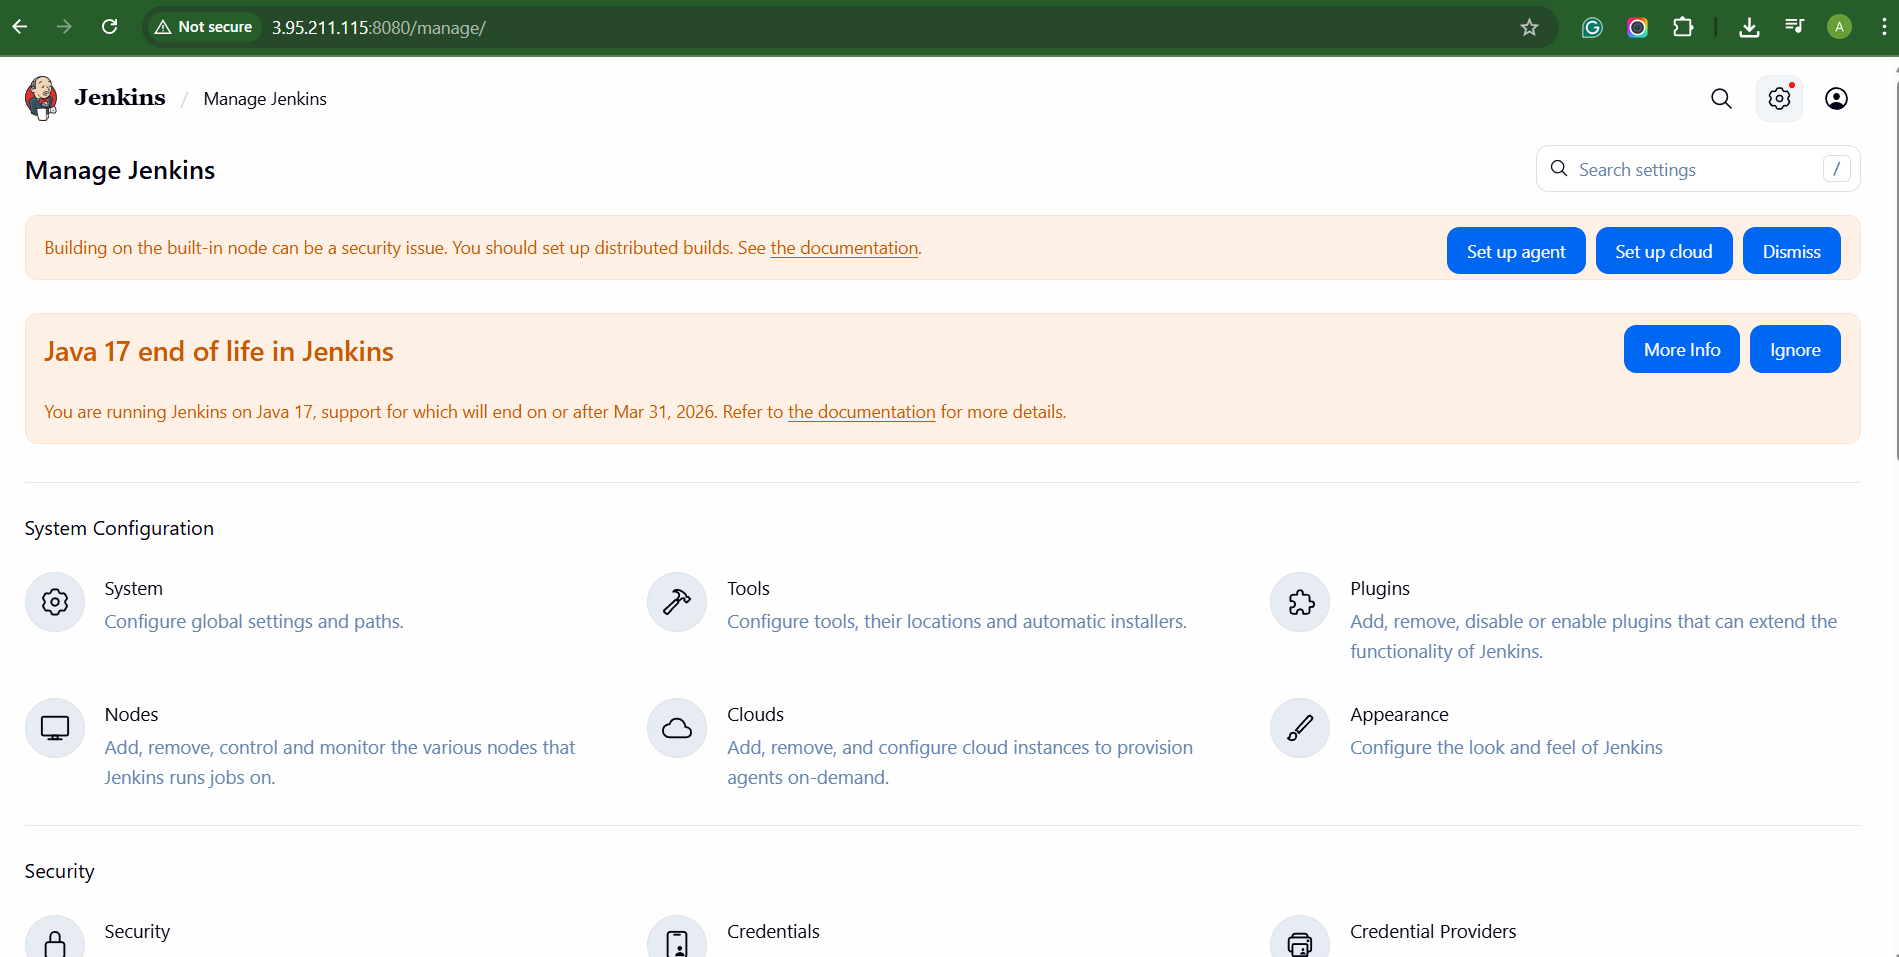 Not secure 3.95.211.115:8080/manage/
A
Jenkins / Manage Jenkins
Manage Jenkins
Search settings /
Building on the built-in node can be a security issue. You should set up distributed builds. See the documentation.
Set up agent Set up cloud Dismiss
Java 17 end of life in Jenkins
More Info Ignore
You are running Jenkins on Java 17, support for which will end on or after Mar 31, 2026. Refer to the documentation for more details.
System Configuration
System
Configure global settings and paths.
Tools
Configure tools, their locations and automatic installers.
Plugins
Add, remove, disable or enable plugins that can extend the
functionality of Jenkins.
Nodes
Add, remove, control and monitor the various nodes that
Jenkins runs jobs on.
Clouds
Add, remove, and configure cloud instances to provision
agents on-demand.
Appearance
Configure the look and feel of Jenkins
Security
Security
Credentials
Credential Providers